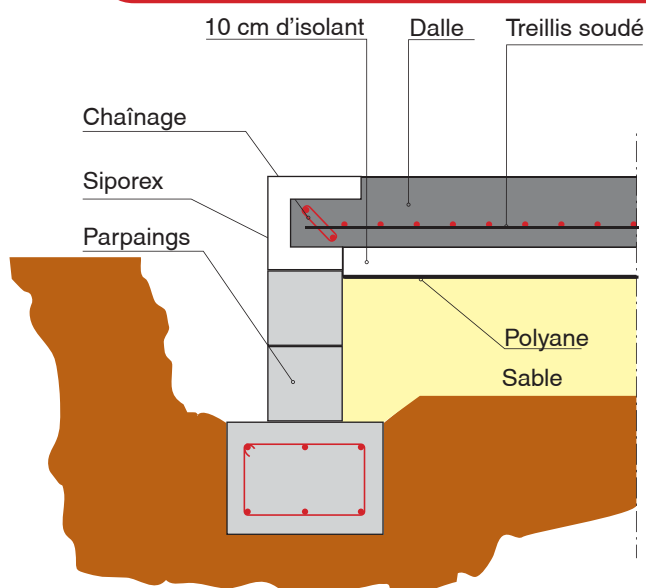 10 cm d'isolant
Dalle
Treillis soudé
Chaînage
Siporex
Parpaings
Polyane
Sable